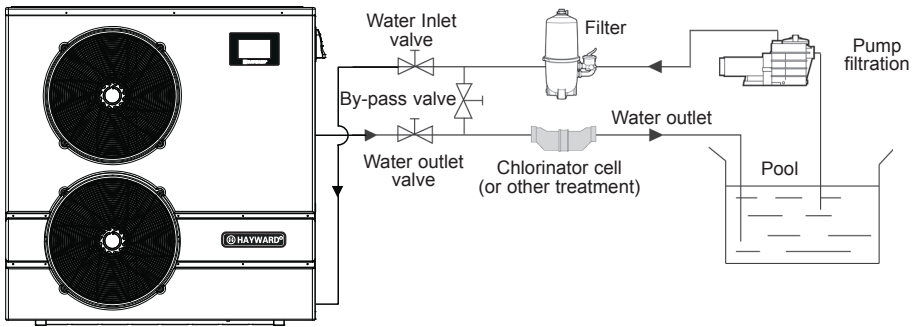 Water Inlet
valve
Filter
Pump
filtration
By-pass valve
Water outlet
Water outlet
valve
Chlorinator cell
(or other treatment)
Pool
HAYWARD